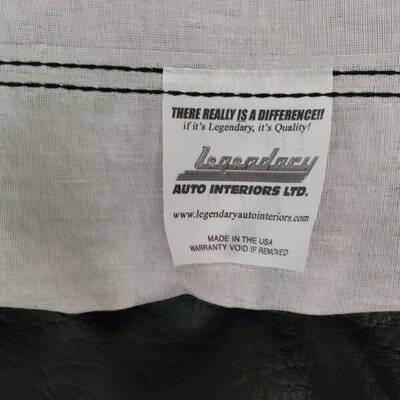 THERE REALLY IS A DIFFERENCE!!
if it's Legendary, it's Quality!
Legendary
AUTO INTERIORS LTD.
www.legendaryautointeriors.com
MADE IN THE USA
WARRANTY VOID IF REMOVED